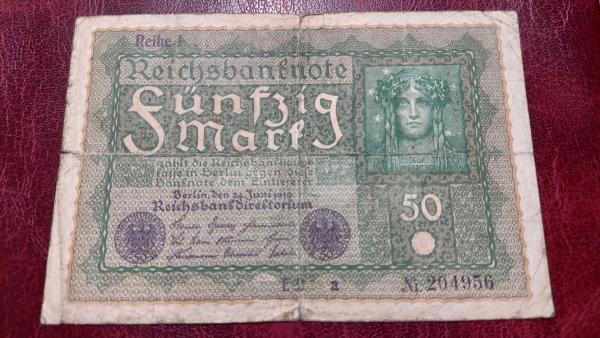 Reihe 1
Reichsbanknote
Fünfzig
Mark
zahlt die Reichsbankhaupt-
kasse in Berlin gegen diese
Banknote dem Einlieferer
Berlin, den 24. Juni 1919
Reichsbankdirektorium
50
Nr. 204956